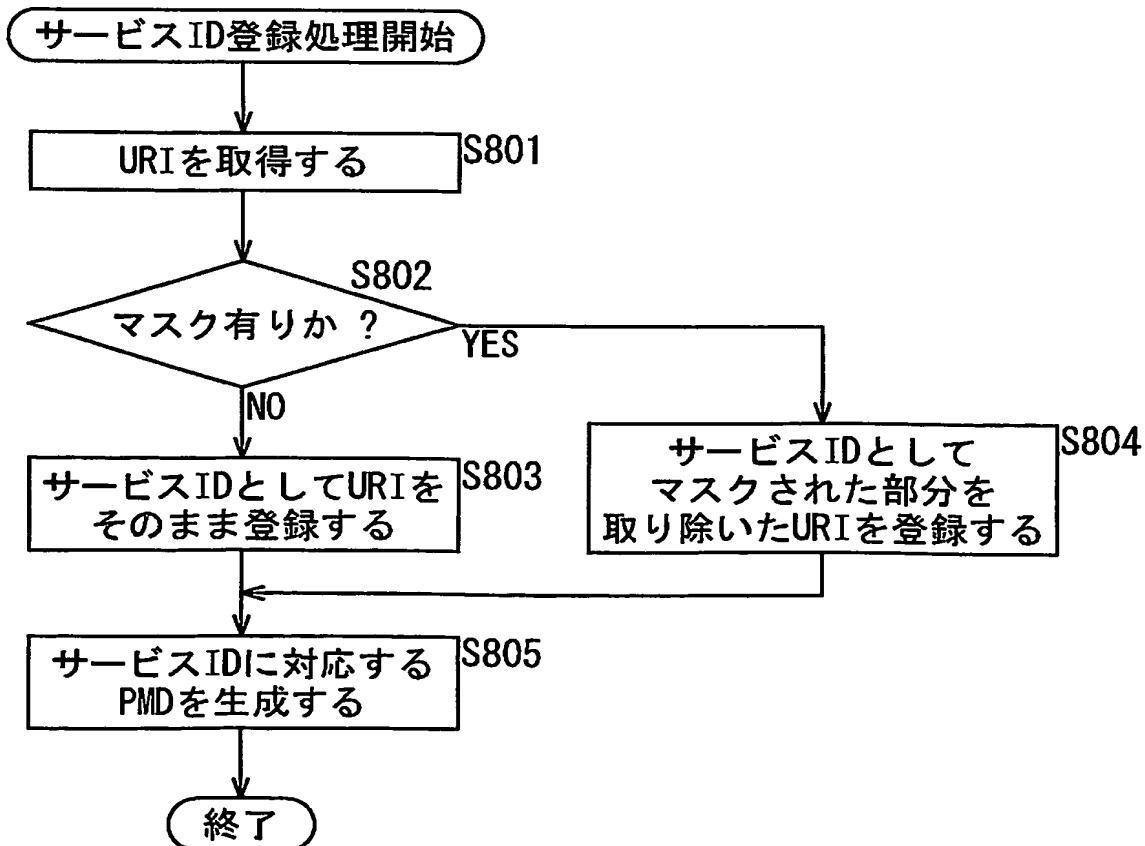 サービスID登録処理開始
URIを取得する
S801
S802
マスク有りか ?
YES
NO
サービスIDとしてURIを
そのまま登録する
S803
サービスIDとして
マスクされた部分を
取り除いたURIを登録する
S804
サービスIDに対応する
PMDを生成する
S805
終了